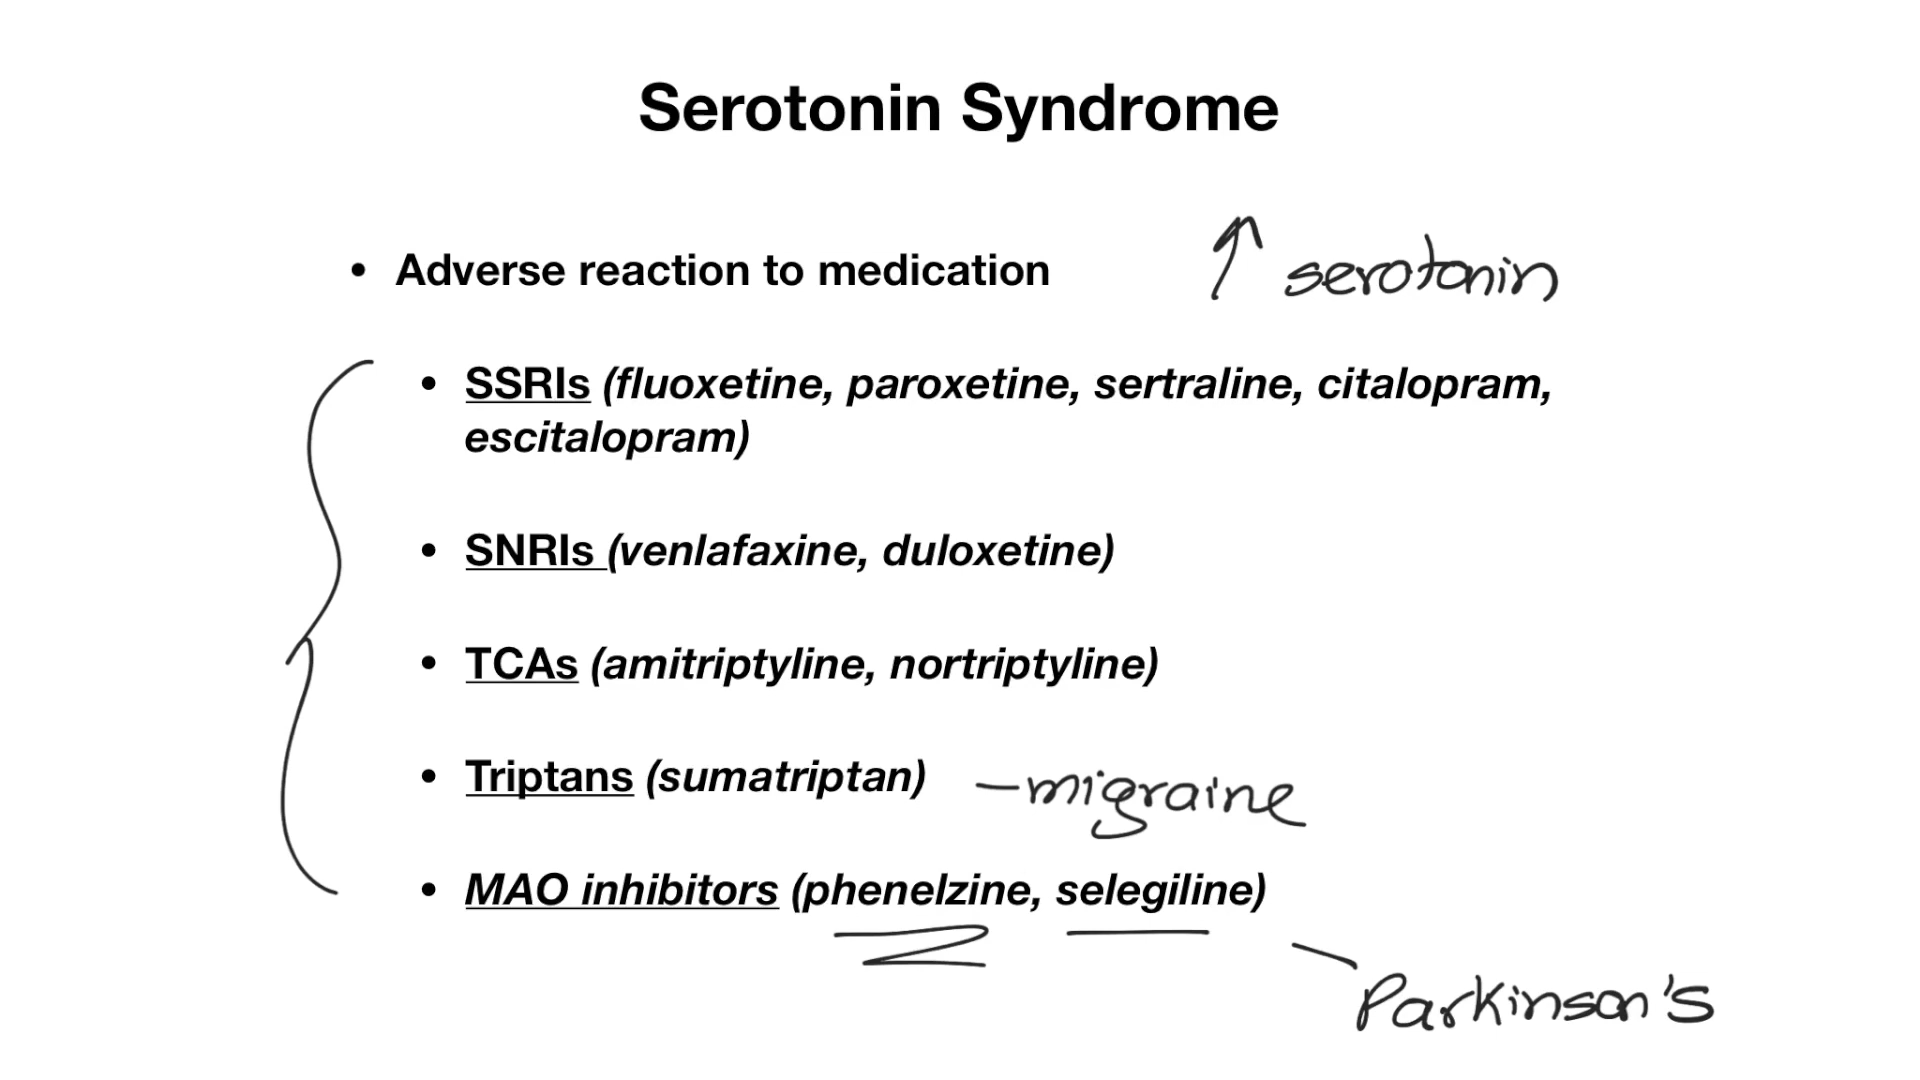 Serotonin Syndrome
• Adverse reaction to medication
↑ serotonin
• SSRIs (fluoxetine, paroxetine, sertraline, citalopram,
escitalopram)
• SNRIs (venlafaxine, duloxetine)
• TCAs (amitriptyline, nortriptyline)
• Triptans (sumatriptan) – migraine
• MAO inhibitors (phenelzine, selegiline)
Parkinson's